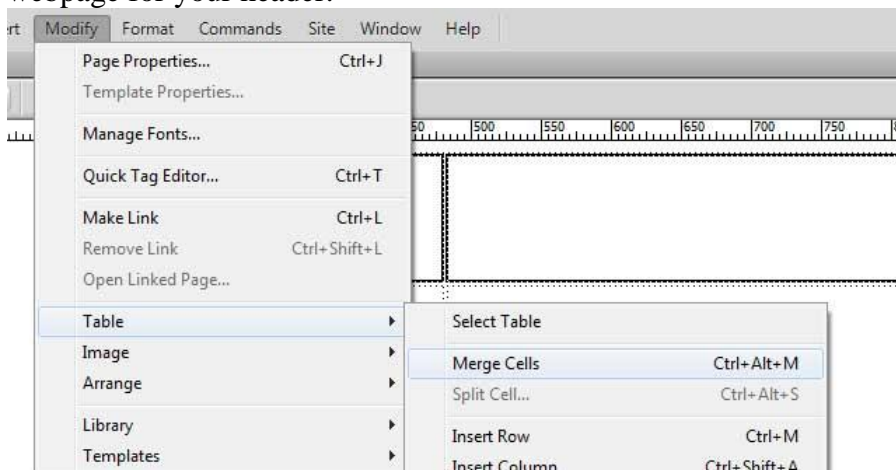 webpage for your header.
Modify Format Commands Site Window Help
Page Properties... Ctrl+J
Template Properties...
Manage Fonts...
500 550 600 650 700 750
Quick Tag Editor... Ctrl+T
Make Link Ctrl+L
Remove Link Ctrl+Shift+L
Open Linked Page...
Table Select Table
Image
Merge Cells Ctrl+Alt+M
Arrange
Split Cell... Ctrl+Alt+S
Library
Insert Row Ctrl+M
Templates
Insert Column Ctrl+Shift+A